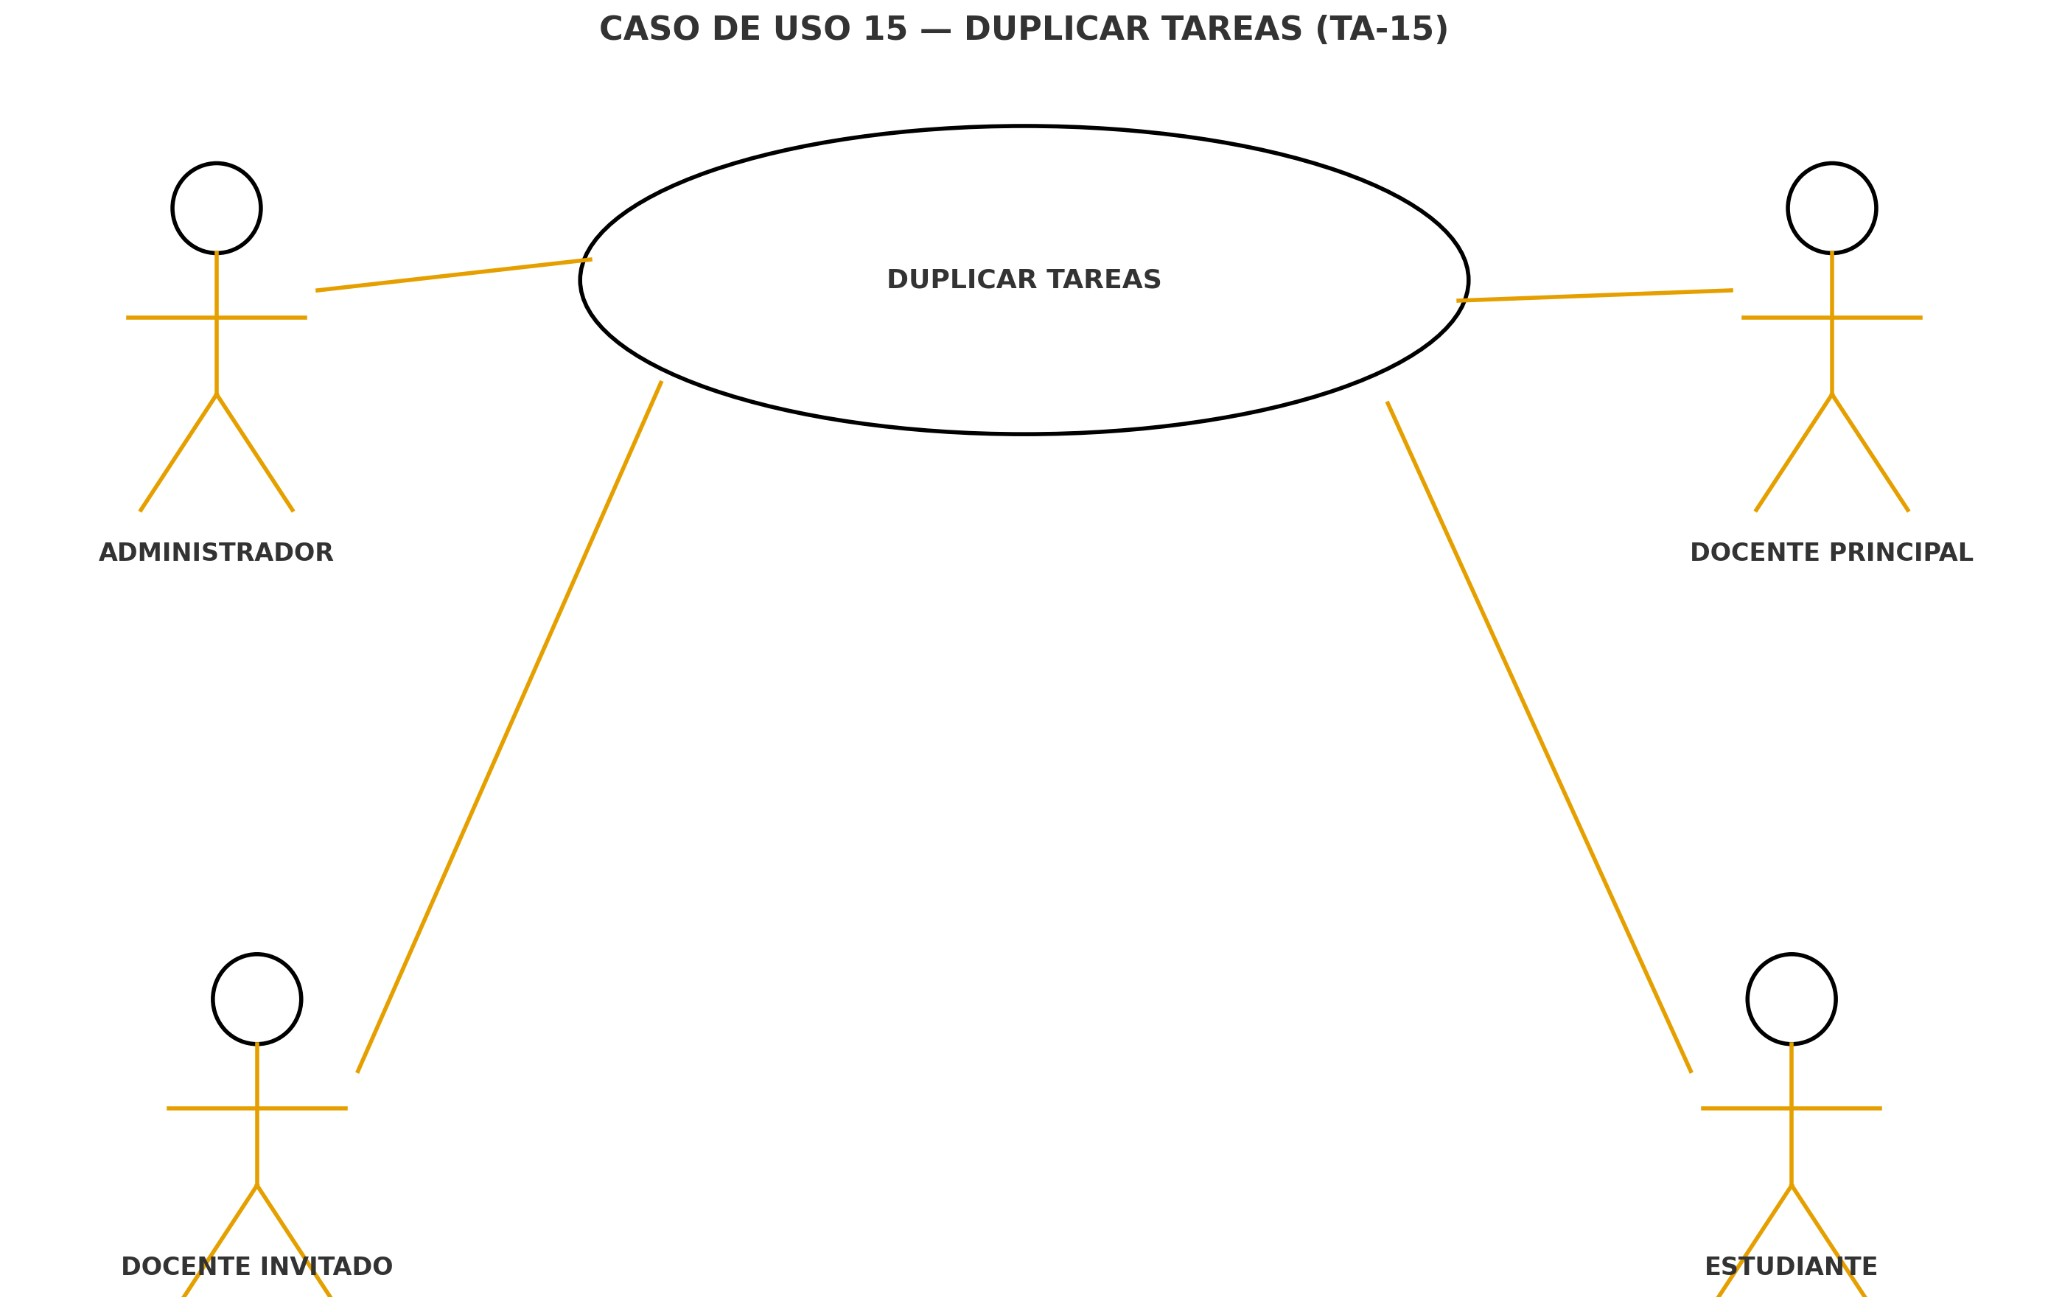 CASO DE USO 15 — DUPLICAR TAREAS (TA-15)
DUPLICAR TAREAS
ADMINISTRADOR
DOCENTE PRINCIPAL
DOCENTE INVITADO
ESTUDIANTE